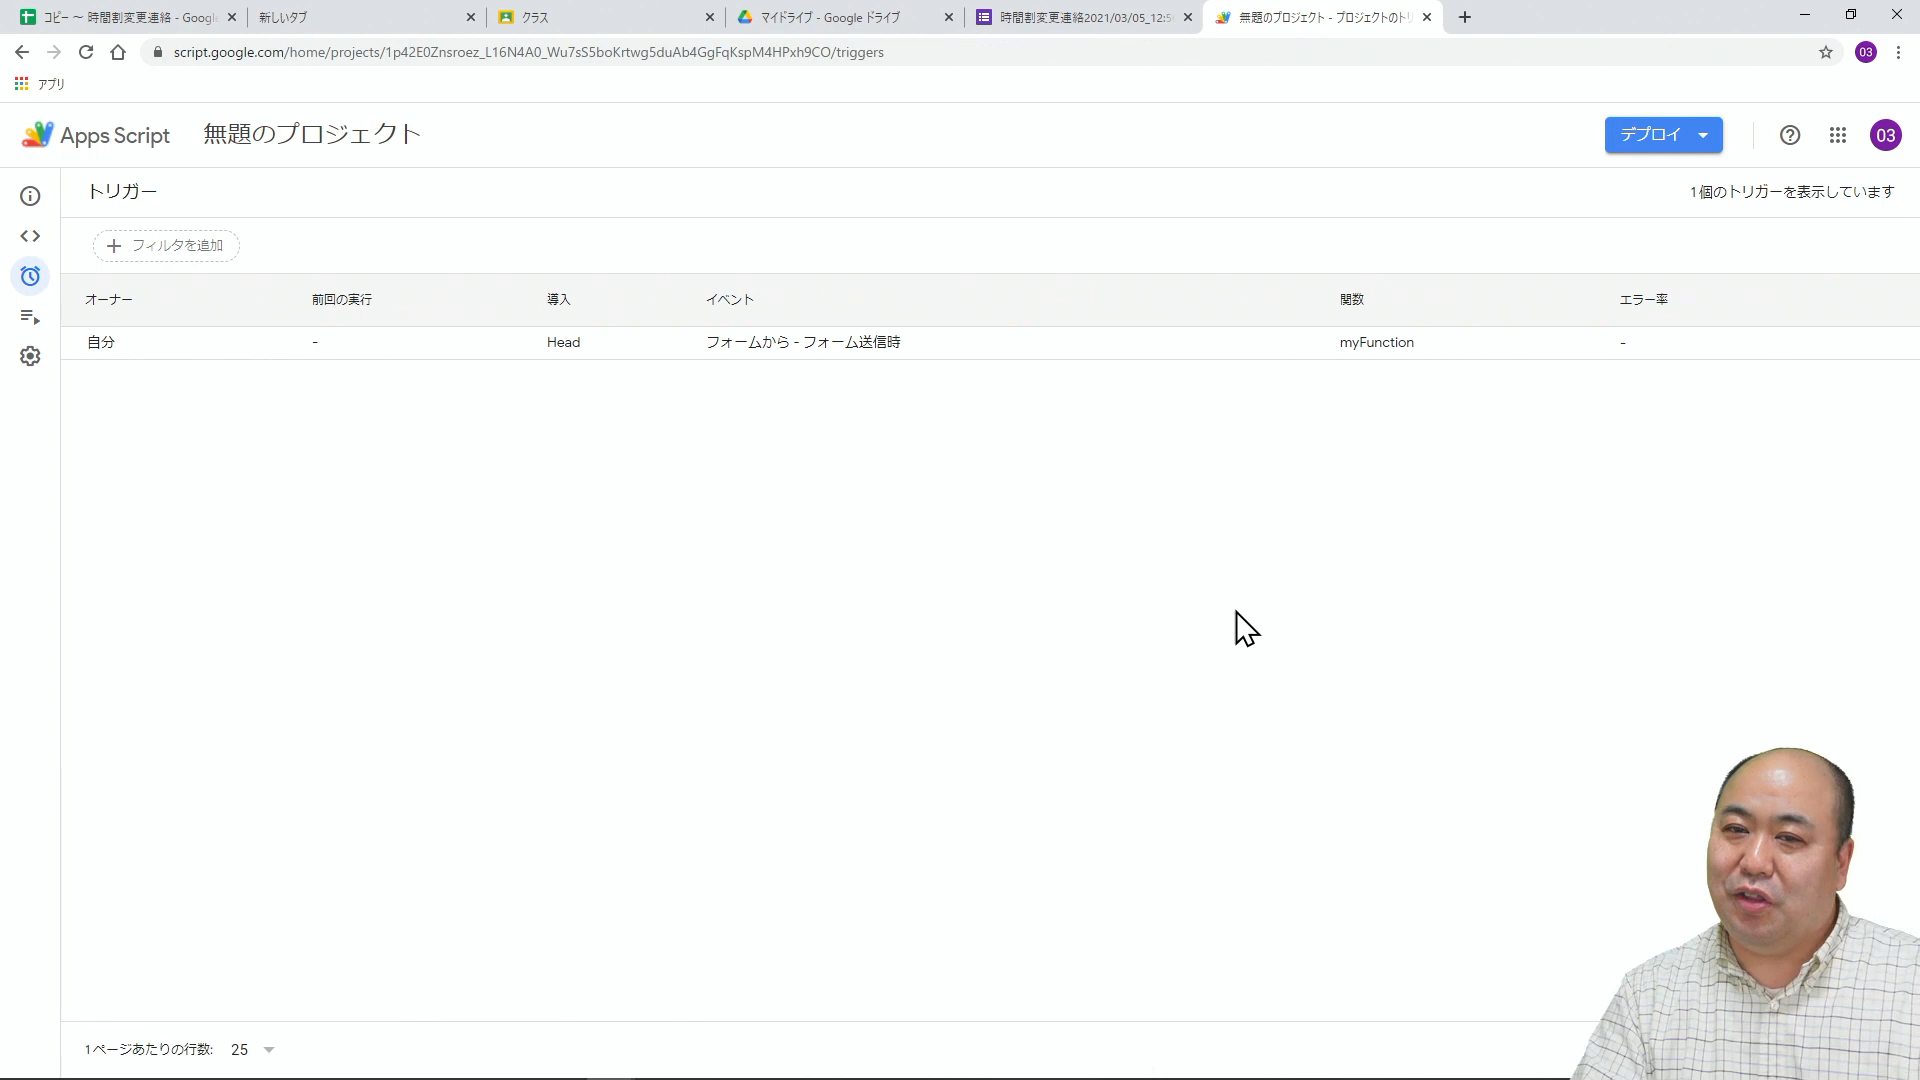 コピー ～ 時間割変更連絡 - Googl
新しいタブ
クラス
マイドライブ - Google ドライブ
時間割変更連絡2021/03/05_12:5
無題のプロジェクト - プロジェクトのトリ
script.google.com/home/projects/1p42E0Znsroez_L16N4A0_Wu7sS5boKrtwg5duAb4GgFqKspM4HPxh9CO/triggers
03
アプリ
Apps Script
無題のプロジェクト
デプロイ
03
トリガー
1個のトリガーを表示しています
フィルタを追加
オーナー 前回の実行 導入 イベント 関数 エラー率
自分 - Head フォームから - フォーム送信時 myFunction -
1ページあたりの行数: 25